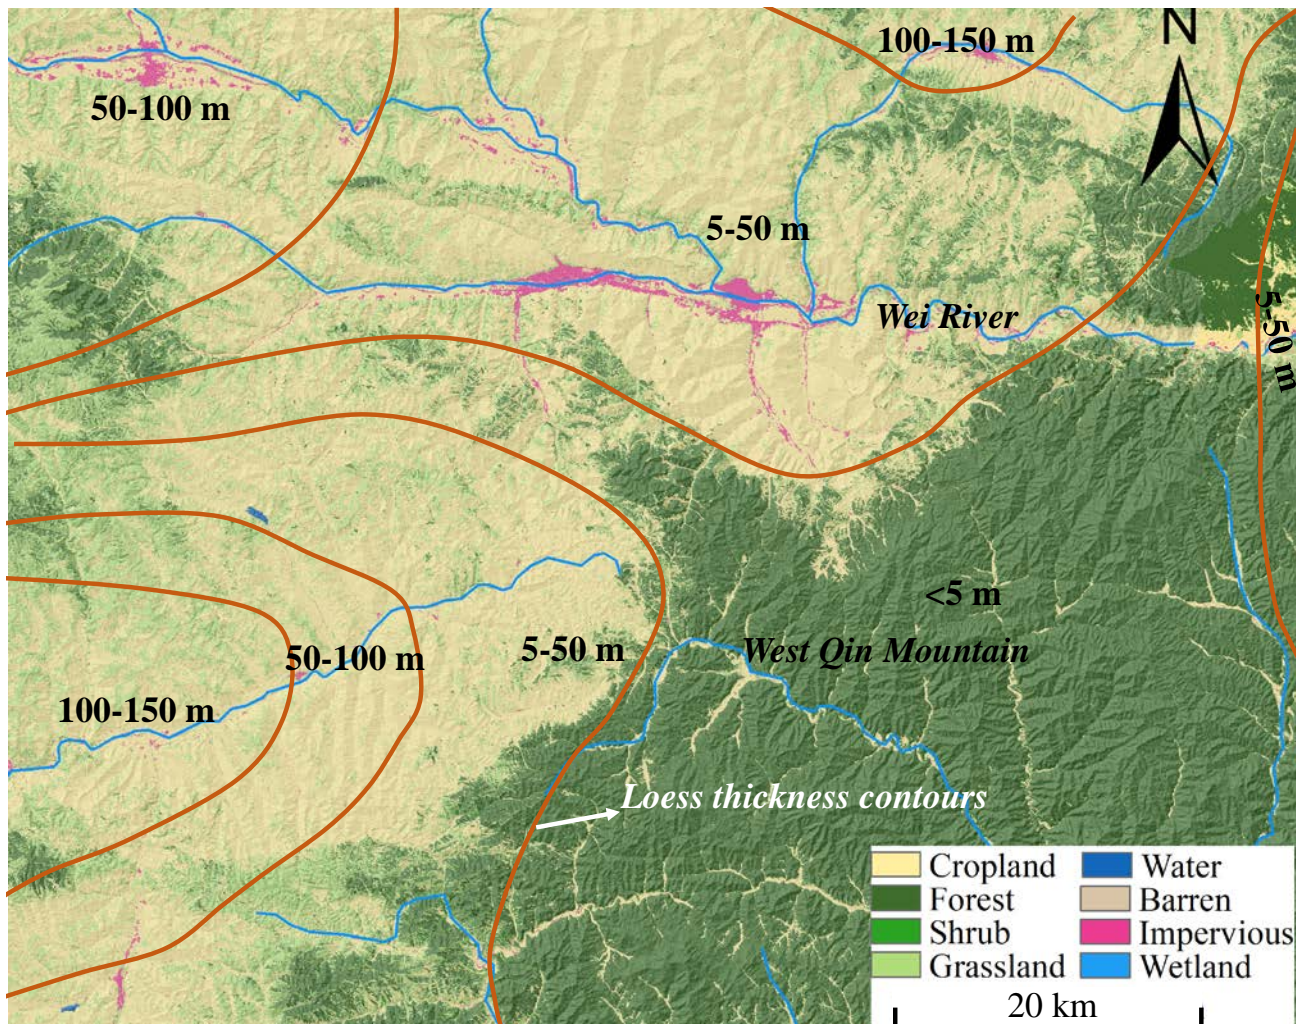 N
100-150 m
50-100 m
5-50 m
Wei River
5-50 m
<5 m
West Qin Mountain
5-50 m
50-100 m
100-150 m
Loess thickness contours
Cropland
Water
Forest
Barren
Shrub
Impervious
Grassland
Wetland
20 km